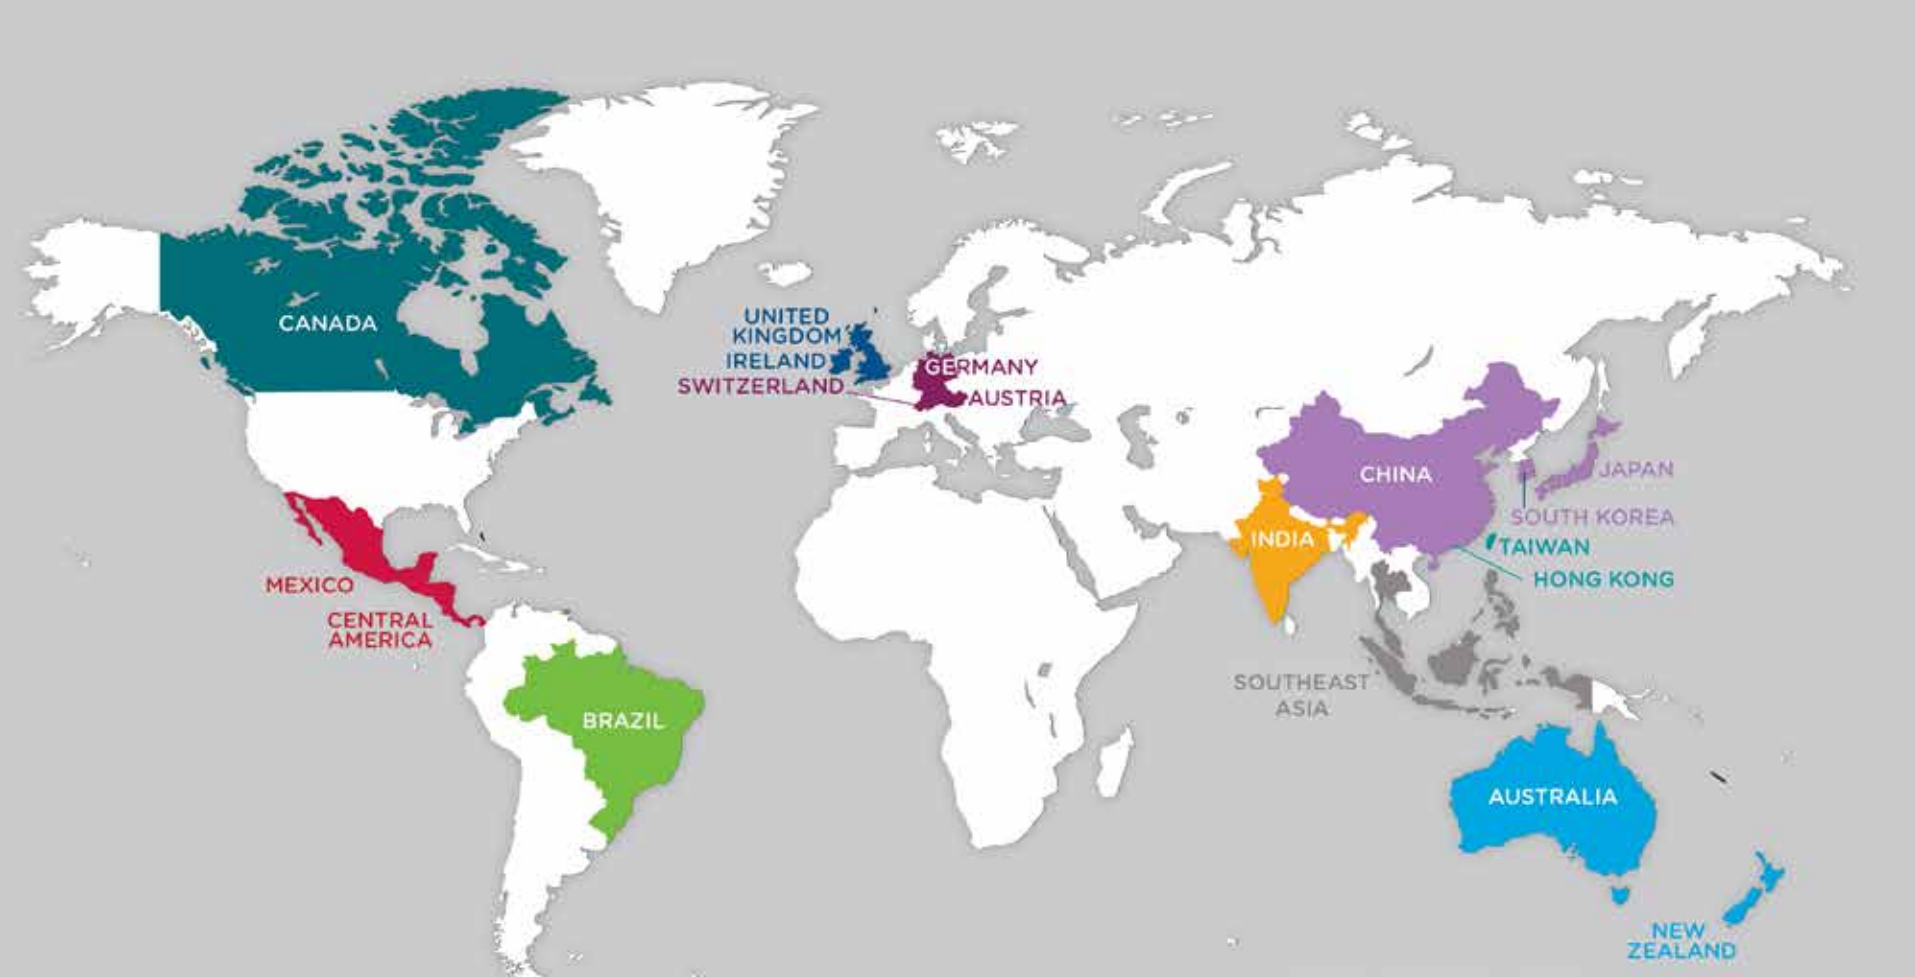 CANADA
UNITED
KINGDOM
IRELAND
SWITZERLAND
GERMANY
AUSTRIA
CHINA
JAPAN
SOUTH KOREA
INDIA
TAIWAN
HONG KONG
MEXICO
CENTRAL
AMERICA
SOUTHEAST
ASIA
BRAZIL
AUSTRALIA
NEW
ZEALAND